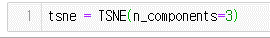 1 tsne = TSNE(n_components=3)